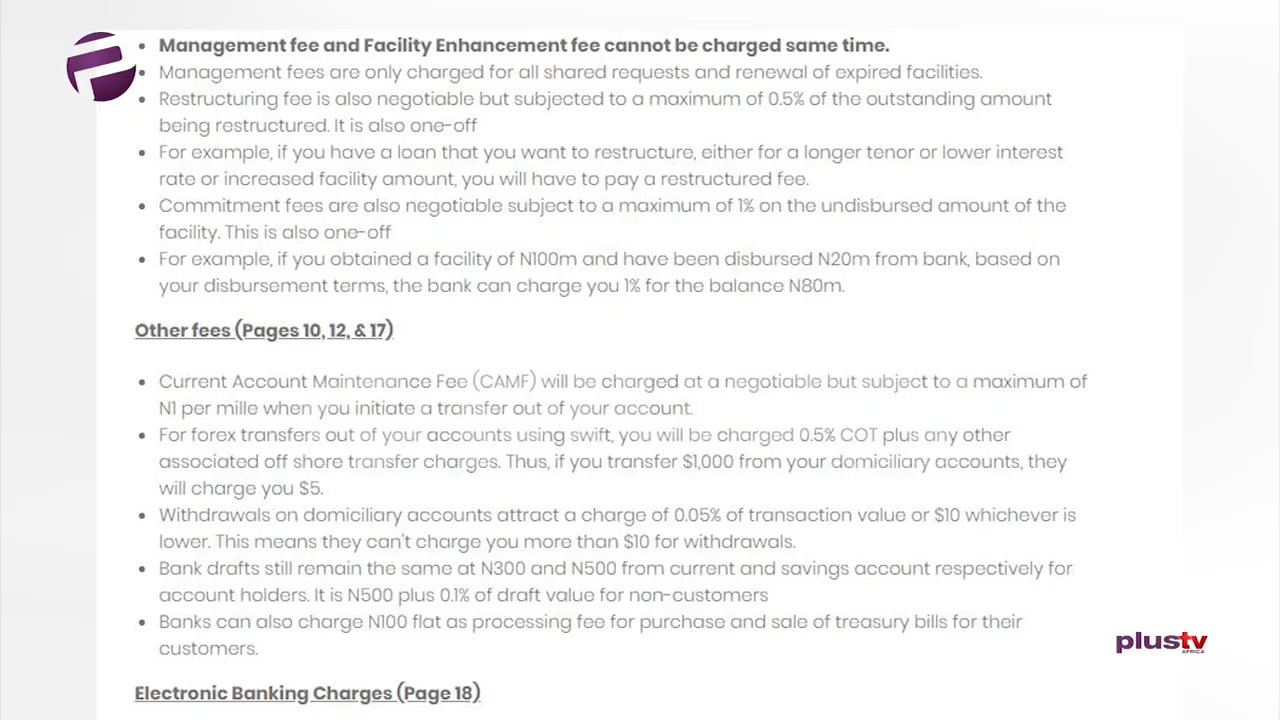 Management fee and Facility Enhancement fee cannot be charged same time.
Management fees are only charged for all shared requests and renewal of expired facilities.
Restructuring fee is also negotiable but subjected to a maximum of 0.5% of the outstanding amount
being restructured. It is also one-off
For example, if you have a loan that you want to restructure, either for a longer tenor or lower interest
rate or increased facility amount, you will have to pay a restructured fee.
Commitment fees are also negotiable subject to a maximum of 1% on the undisbursed amount of the
facility. This is also one-off
For example, if you obtained a facility of N100m and have been disbursed N20m from bank, based on
your disbursement terms, the bank can charge you 1% for the balance N80m.
Other fees (Pages 10, 12, & 17)
Current Account Maintenance Fee (CAMF) will be charged at a negotiable but subject to a maximum of
N1 per mille when you initiate a transfer out of your account.
For forex transfers out of your accounts using swift, you will be charged 0.5% COT plus any other
associated off shore transfer charges. Thus, if you transfer $1,000 from your domiciliary accounts, they
will charge you $5.
Withdrawals on domiciliary accounts attract a charge of 0.05% of transaction value or $10 whichever is
lower. This means they can't charge you more than $10 for withdrawals.
Bank drafts still remain the same at N300 and N500 from current and savings account respectively for
account holders. It is N500 plus 0.1% of draft value for non-customers
Banks can also charge N100 flat as processing fee for purchase and sale of treasury bills for their
customers.
plustv
AFRICA
Electronic Banking Charges (Page 18)